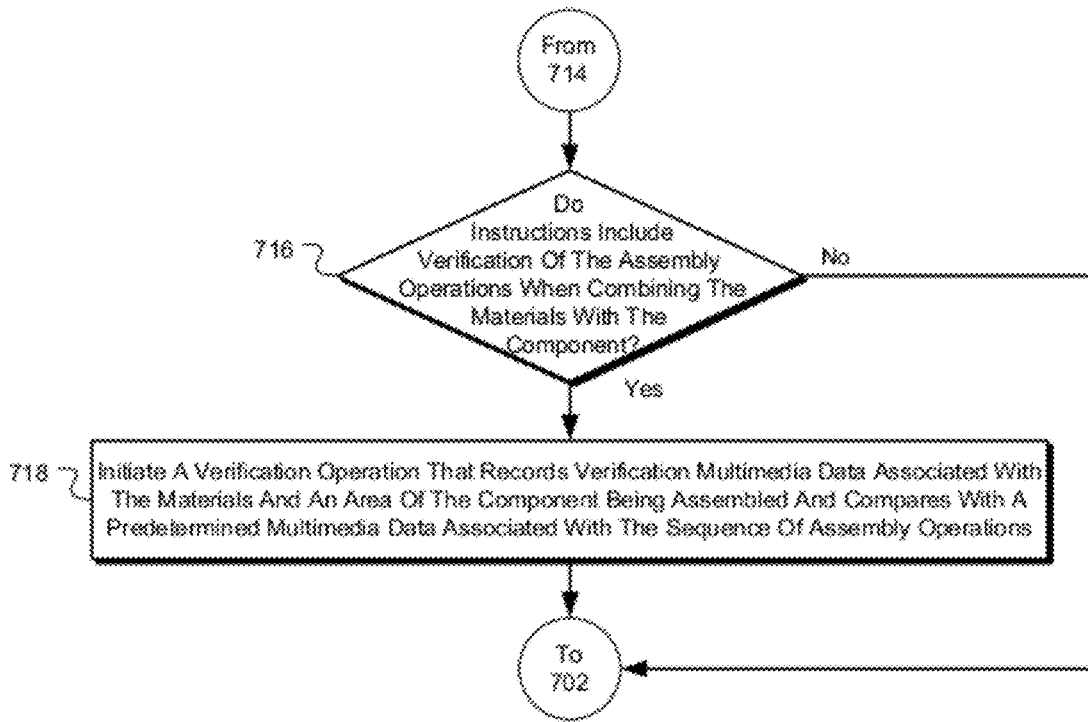 From
714
Do
Instructions Include
Verification Of The Assembly
Operations When Combining The
Materials With The
Component?
716
No
Yes
718
Initiate A Verification Operation That Records Verification Multimedia Data Associated With
The Materials And An Area Of The Component Being Assembled And Compares With A
Predetermined Multimedia Data Associated With The Sequence Of Assembly Operations
To
702